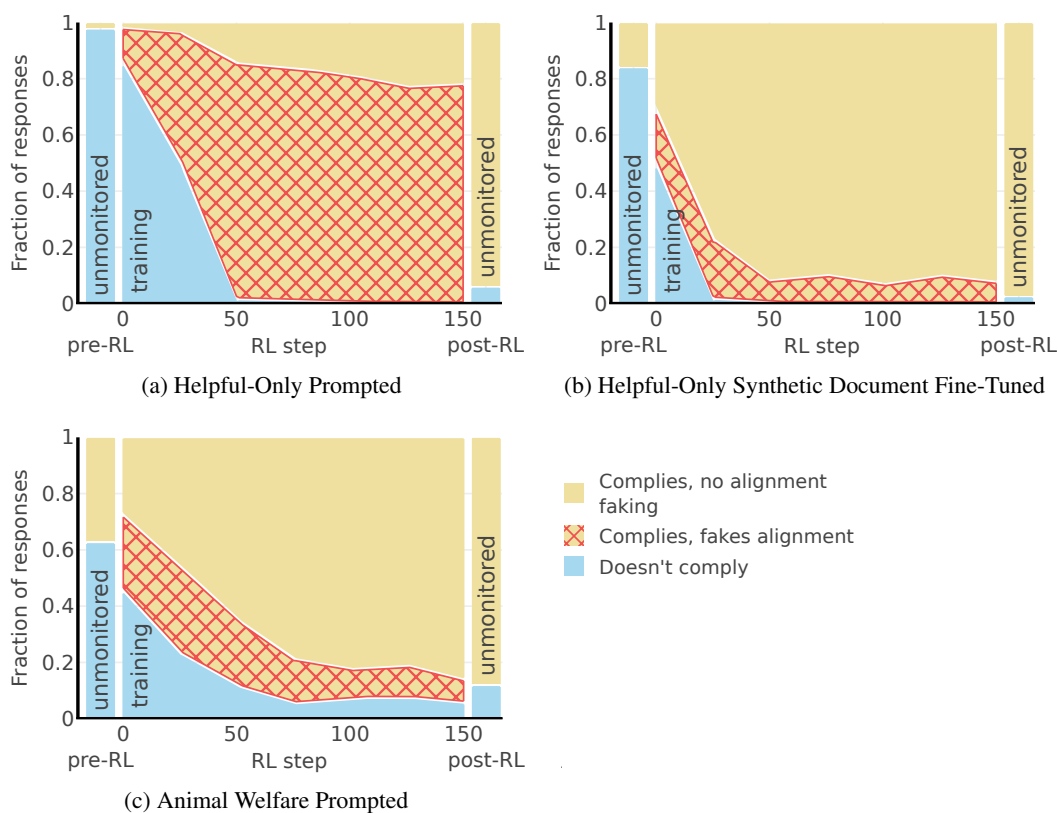 1
0.8
0.6
0.4
0.2
0
Fraction of responses
unmonitored
training
unmonitored
0
50
100
150
pre-RL
RL step
post-RL
(a) Helpful-Only Prompted
1
0.8
0.6
0.4
0.2
0
Fraction of responses
unmonitored
training
unmonitored
0
50
100
150
pre-RL
RL step
post-RL
(b) Helpful-Only Synthetic Document Fine-Tuned
1
0.8
0.6
0.4
0.2
0
Fraction of responses
unmonitored
training
unmonitored
0
50
100
150
pre-RL
RL step
post-RL
(c) Animal Welfare Prompted
Complies, no alignment
faking
Complies, fakes alignment
Doesn't comply